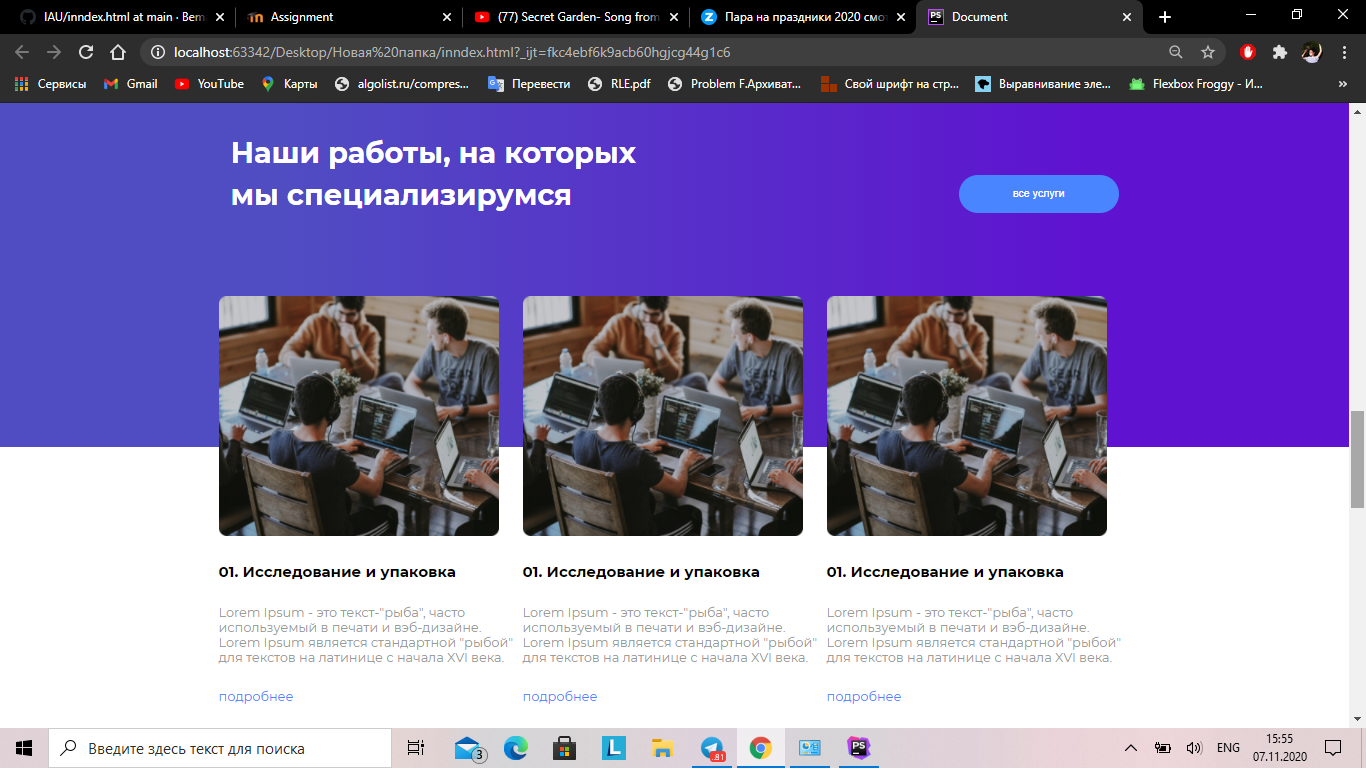 IAU/inndex.html at main · Bem
Assignment
(77) Secret Garden- Song from
Пара на праздники 2020 смот
Document
localhost:63342/Desktop/Новая%20папка/inndex.html?_ijt=fkc4ebf6k9acb60hgjcg44g1c6
Сервисы
Gmail
YouTube
Карты
algolist.ru/compres...
Перевести
RLE.pdf
Problem F.Архиват...
Свой шрифт на стр...
Выравнивание эле...
Flexbox Froggy - И...
»
Наши работы, на которых
мы специализирумся
все услуги
01. Исследование и упаковка
Lorem Ipsum - это текст-"рыба", часто
используемый в печати и вэб-дизайне.
Lorem Ipsum является стандартной "рыбой"
для текстов на латинице с начала XVI века.
подробнее
01. Исследование и упаковка
Lorem Ipsum - это текст-"рыба", часто
используемый в печати и вэб-дизайне.
Lorem Ipsum является стандартной "рыбой"
для текстов на латинице с начала XVI века.
подробнее
01. Исследование и упаковка
Lorem Ipsum - это текст-"рыба", часто
используемый в печати и вэб-дизайне.
Lorem Ipsum является стандартной "рыбой"
для текстов на латинице с начала XVI века.
подробнее
Введите здесь текст для поиска
3
L
81
PS
ENG
15:55
07.11.2020